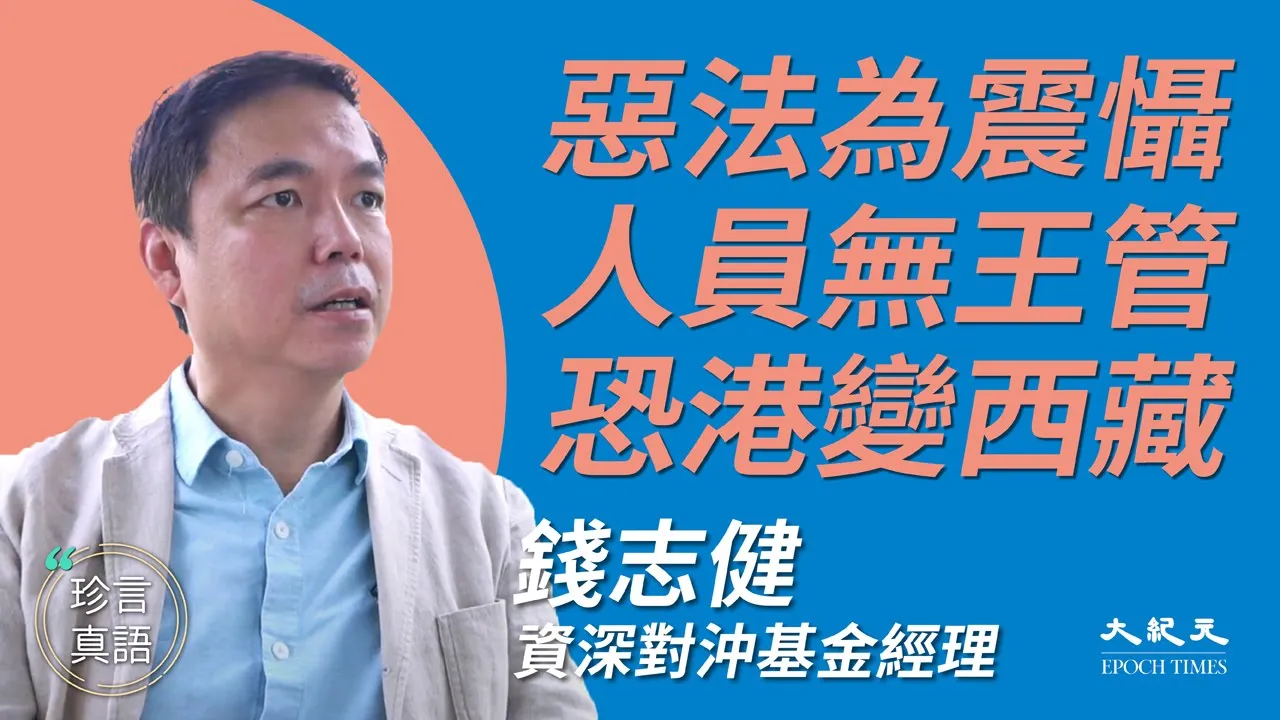 惡法為震懾
人員無王管
恐港變西藏
錢志健
資深對沖基金經理
“
珍言
真語
大紀元
EPOCH TIMES